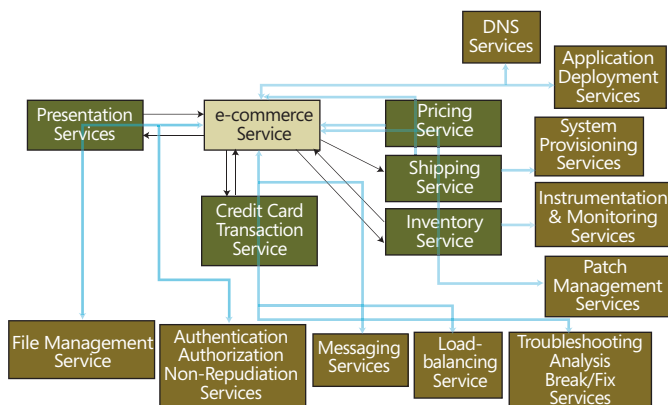 DNS
Services
Application
Deployment
Services
Presentation
Services
e-commerce
Service
Pricing
Service
System
Provisioning
Services
Shipping
Service
Credit Card
Transaction
Service
Inventory
Service
Instrumentation
& Monitoring
Services
Patch
Management
Services
File Management
Service
Authentication
Authorization
Non-Repudiation
Services
Messaging
Services
Load-
balancing
Service
Troubleshooting
Analysis
Break/Fix
Services